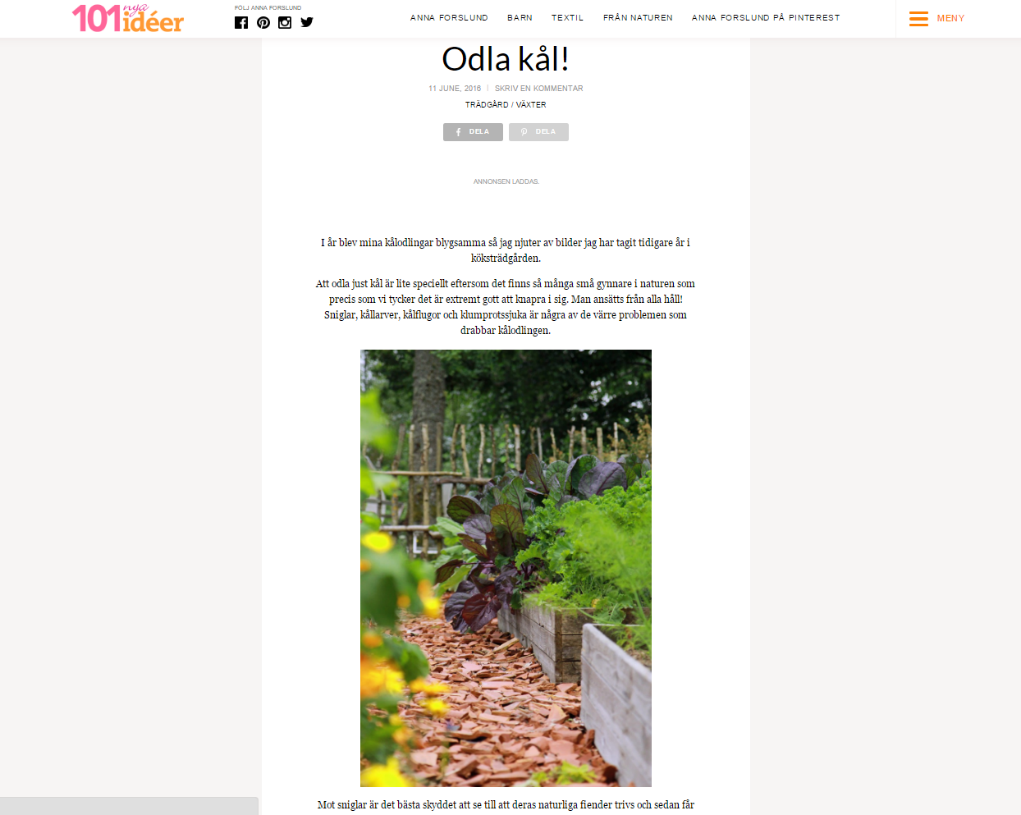 101 nya idéer
FÖLJ ANNA FORSLUND
ANNA FORSLUND BARN TEXTIL FRÅN NATUREN ANNA FORSLUND PÅ PINTEREST
MENY
Odla kål!
11 JUNE, 2016 | SKRIV EN KOMMENTAR
TRÄDGÅRD / VÄXTER
DELA DELA
ANNONSEN LADDAS.
I år blev mina kålodlingar blygsamma så jag njuter av bilder jag har tagit tidigare år i
köksträdgården.
Att odla just kål är lite speciellt eftersom det finns så många små gynnare i naturen som
precis som vi tycker det är extremt gott att knapra i sig. Man ansätts från alla håll!
Sniglar, kållarver, kålflugor och klumprotssjuka är några av de värre problemen som
drabbar kålodlingen.
Mot sniglar är det bästa skyddet att se till att deras naturliga fiender trivs och sedan får